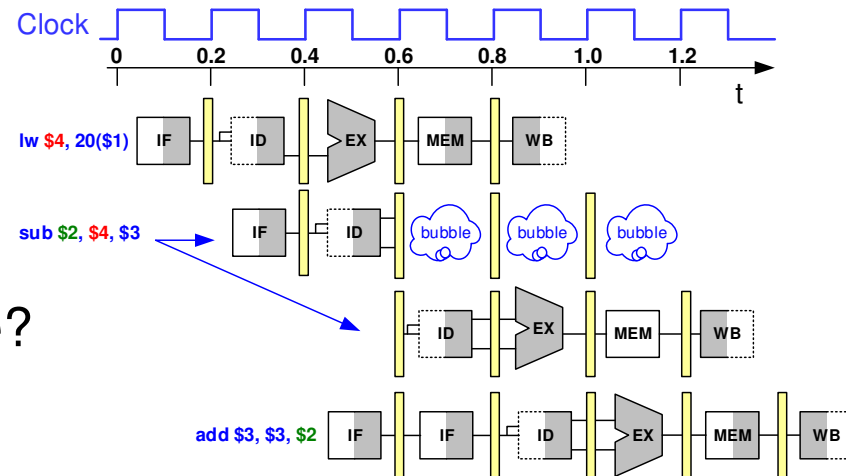 Clock
0 0.2 0.4 0.6 0.8 1.0 1.2
t
lw $4, 20($1) IF ID EX MEM WB
sub $2, $4, $3 IF ID bubble bubble bubble
?
ID EX MEM WB
add $3, $3, $2 IF IF ID EX MEM WB